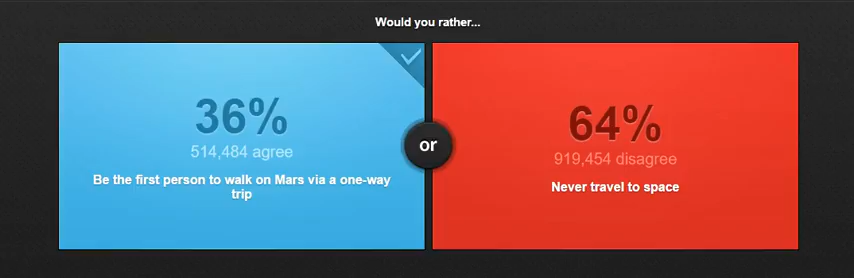 Would you rather...
36%
514,484 agree
Be the first person to walk on Mars via a one-way
trip
or
64%
919,454 disagree
Never travel to space